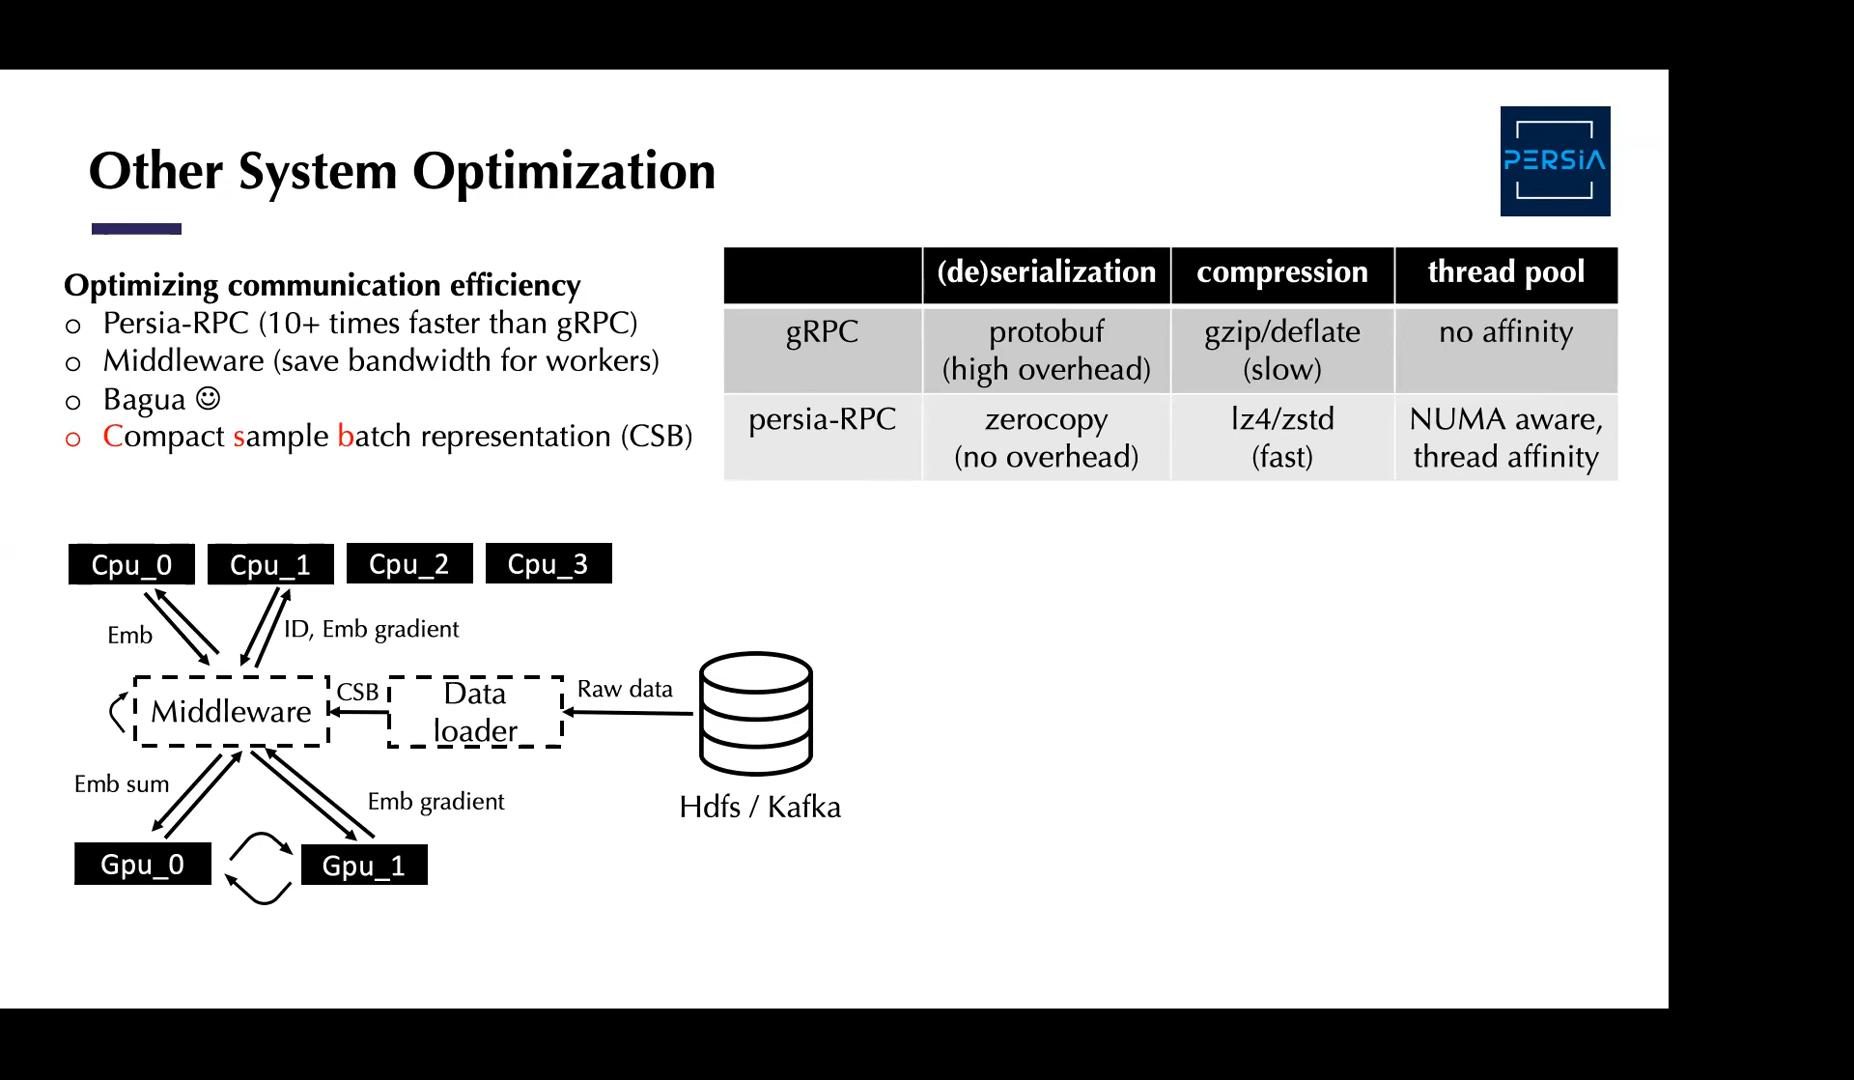 Other System Optimization
PERSiA
Optimizing communication efficiency
o Persia-RPC (10+ times faster than gRPC)
o Middleware (save bandwidth for workers)
o Bagua ☺
o Compact sample batch representation (CSB)
(de)serialization compression thread pool
gRPC protobuf gzip/deflate no affinity
(high overhead) (slow)
persia-RPC zerocopy lz4/zstd NUMA aware,
(no overhead) (fast) thread affinity
Cpu_0 Cpu_1 Cpu_2 Cpu_3
Emb ID, Emb gradient
Middleware CSB Data Raw data
loader
Emb sum Emb gradient Hdfs / Kafka
Gpu_0 Gpu_1